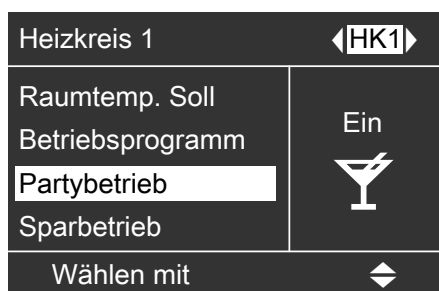 Heizkreis 1 HK1
Raumtemp. Soll
Betriebsprogramm
Partybetrieb
Sparbetrieb
Ein
Wählen mit